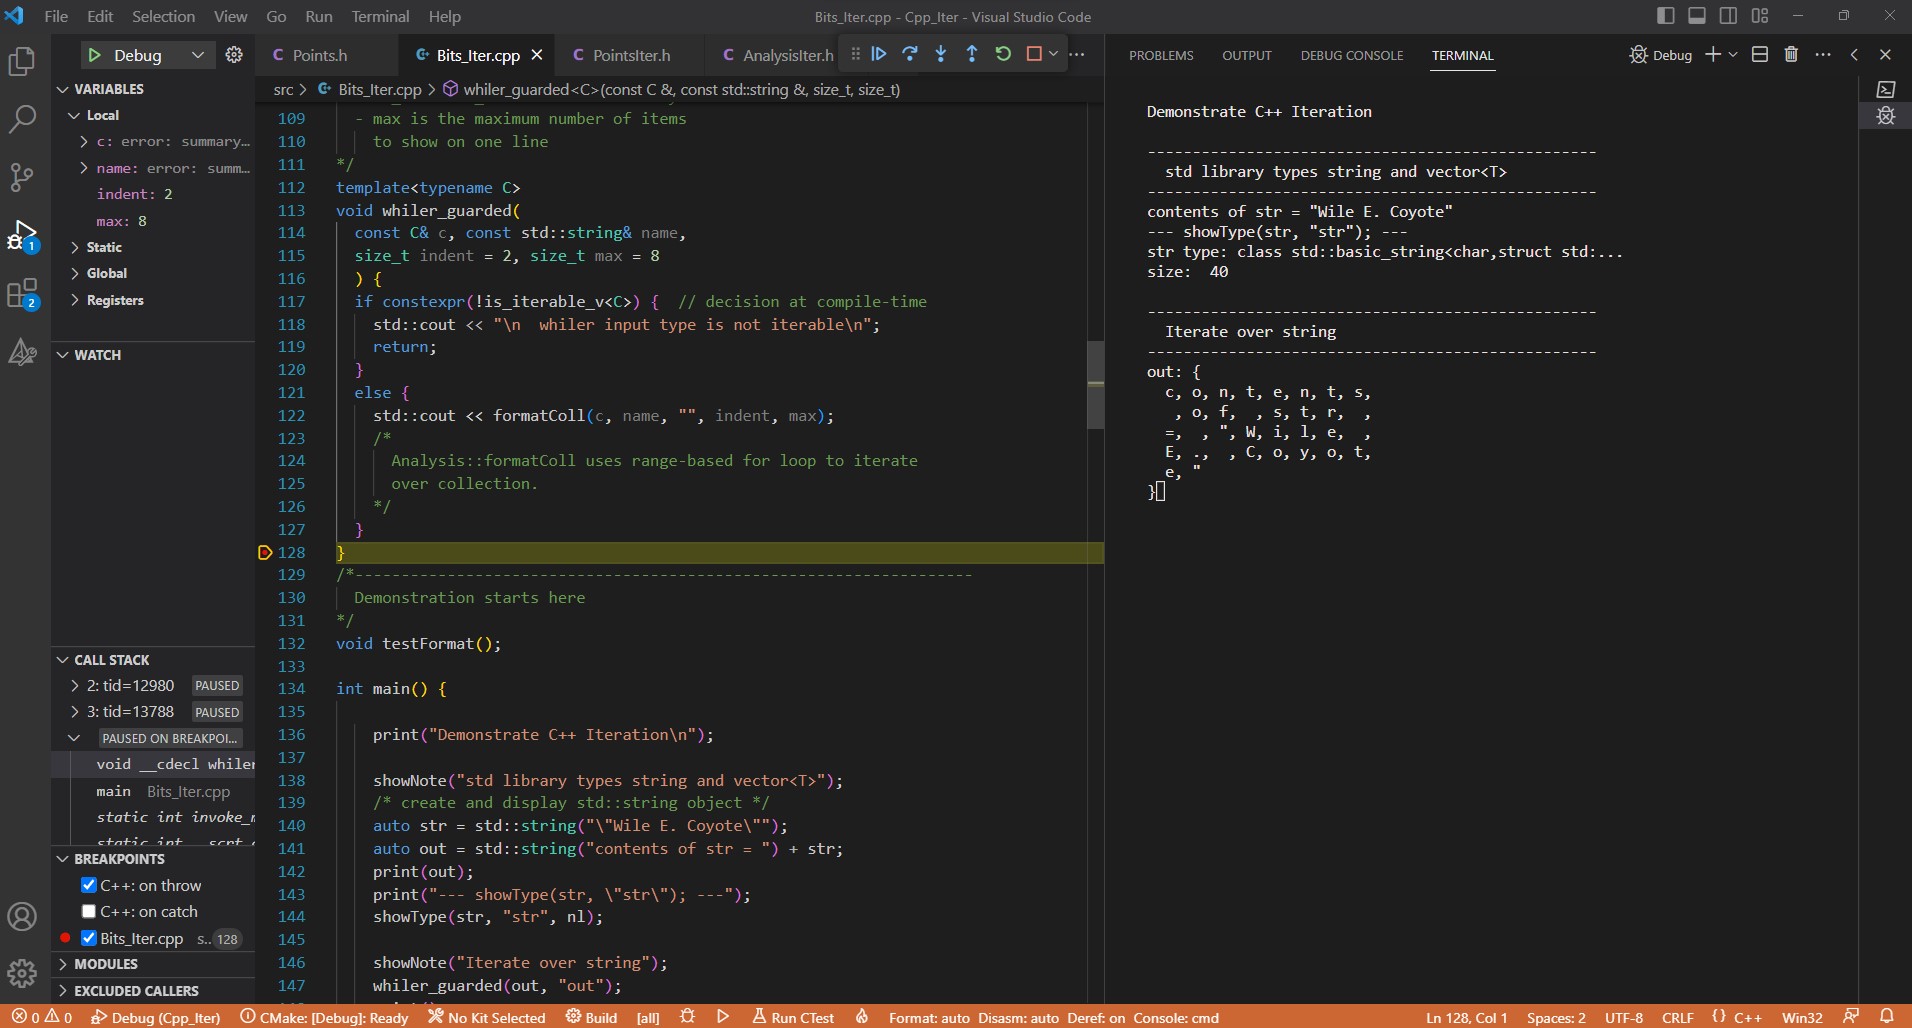 File Edit Selection View Go Run Terminal Help
Bits_Iter.cpp - Cpp_Iter - Visual Studio Code
Debug
VARIABLES
Local
c: error: summary...
name: error: summ...
indent: 2
max: 8
Static
Global
Registers
WATCH
CALL STACK
2: tid=12980 PAUSED
3: tid=13788 PAUSED
PAUSED ON BREAKPOI...
void __cdecl whiler
main Bits_Iter.cpp
static int invoke_m
BREAKPOINTS
C++: on throw
C++: on catch
Bits_Iter.cpp s.. 128
MODULES
EXCLUDED CALLERS
1
2
Points.h
Bits_Iter.cpp
PointsIter.h
AnalysisIter.h
src > Bits_Iter.cpp > whiler_guarded<C>(const C &, const std::string &, size_t, size_t)
109 - max is the maximum number of items
110 to show on one line
111 */
112 template<typename C>
113 void whiler_guarded(
114 const C& c, const std::string& name,
115 size_t indent = 2, size_t max = 8
116 ) {
117 if constexpr(!is_iterable_v<C>) { // decision at compile-time
118 std::cout << "\n  whiler input type is not iterable\n";
119 return;
120 }
121 else {
122 std::cout << formatColl(c, name, "", indent, max);
123 /*
124 Analysis::formatColl uses range-based for loop to iterate
125 over collection.
126 */
127 }
128 }
129 /*-------------------------------------------------------------------
130 Demonstration starts here
131 */
132 void testFormat();
133
134 int main() {
135
136 print("Demonstrate C++ Iteration\n");
137
138 showNote("std library types string and vector<T>");
139 /* create and display std::string object */
140 auto str = std::string("\"Wile E. Coyote\"");
141 auto out = std::string("contents of str = ") + str;
142 print(out);
143 print("--- showType(str, \"str\"); ---");
144 showType(str, "str", nl);
145
146 showNote("Iterate over string");
147 whiler_guarded(out, "out");
PROBLEMS OUTPUT DEBUG CONSOLE TERMINAL
Debug
Demonstrate C++ Iteration
-------------------------------------------------
std library types string and vector<T>
-------------------------------------------------
contents of str = "Wile E. Coyote"
--- showType(str, "str"); ---
str type: class std::basic_string<char,struct std:...
size:  40
-------------------------------------------------
Iterate over string
-------------------------------------------------
out: {
c, o, n, t, e, n, t, s,
 , o, f,  , s, t, r,  ,
=,  , ", W, i, l, e,  ,
E, .,  , C, o, y, o, t,
e, "
}
0 0 Debug (Cpp_Iter) CMake: [Debug]: Ready No Kit Selected Build [all] Run CTest Format: auto Disasm: auto Deref: on Console: cmd Ln 128, Col 1 Spaces: 2 UTF-8 CRLF {} C++ Win32